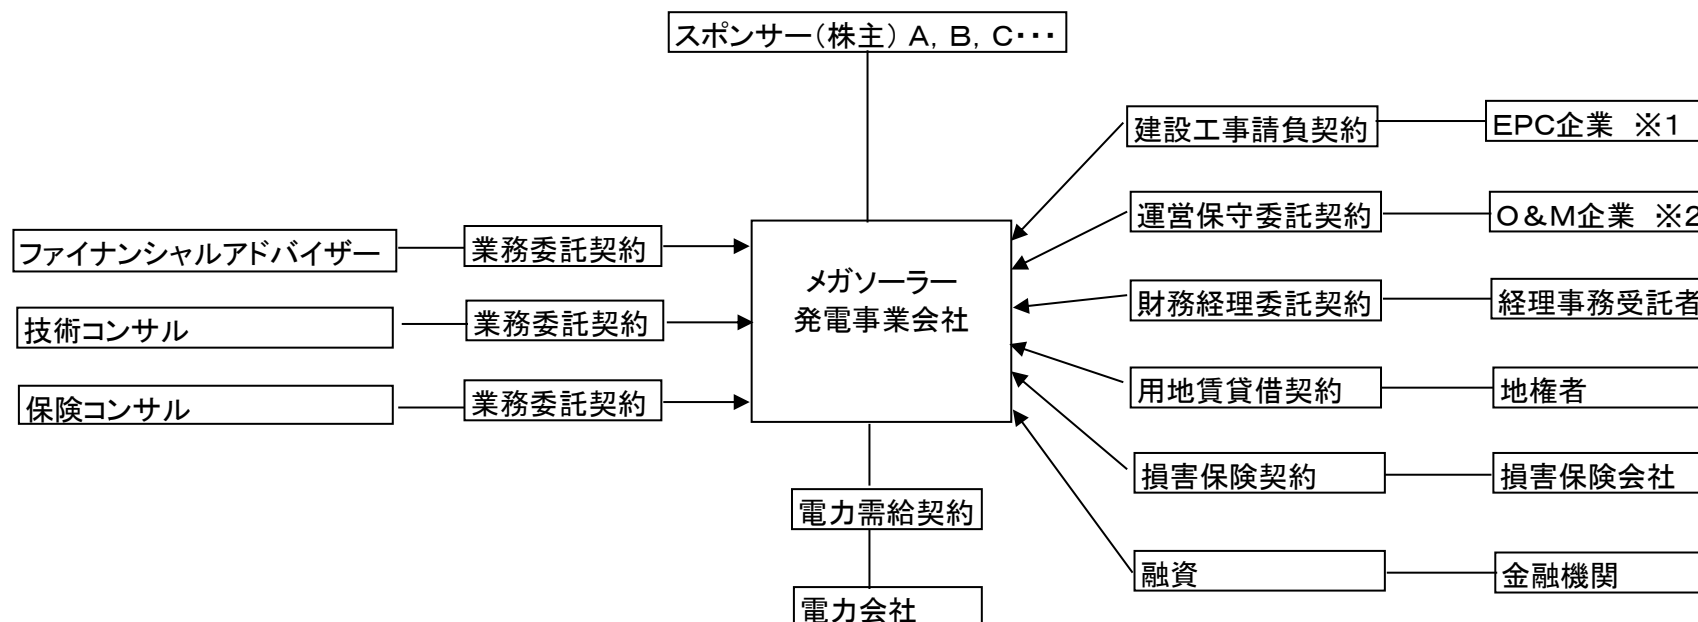 スポンサー(株主) A, B, C・・・
建設工事請負契約
EPC企業 ※1
運営保守委託契約
O&M企業 ※2
ファイナンシャルアドバイザー
業務委託契約
メガソーラー
発電事業会社
財務経理委託契約
経理事務受託者
技術コンサル
業務委託契約
用地賃貸借契約
地権者
保険コンサル
業務委託契約
損害保険契約
損害保険会社
電力需給契約
融資
金融機関
電力会社